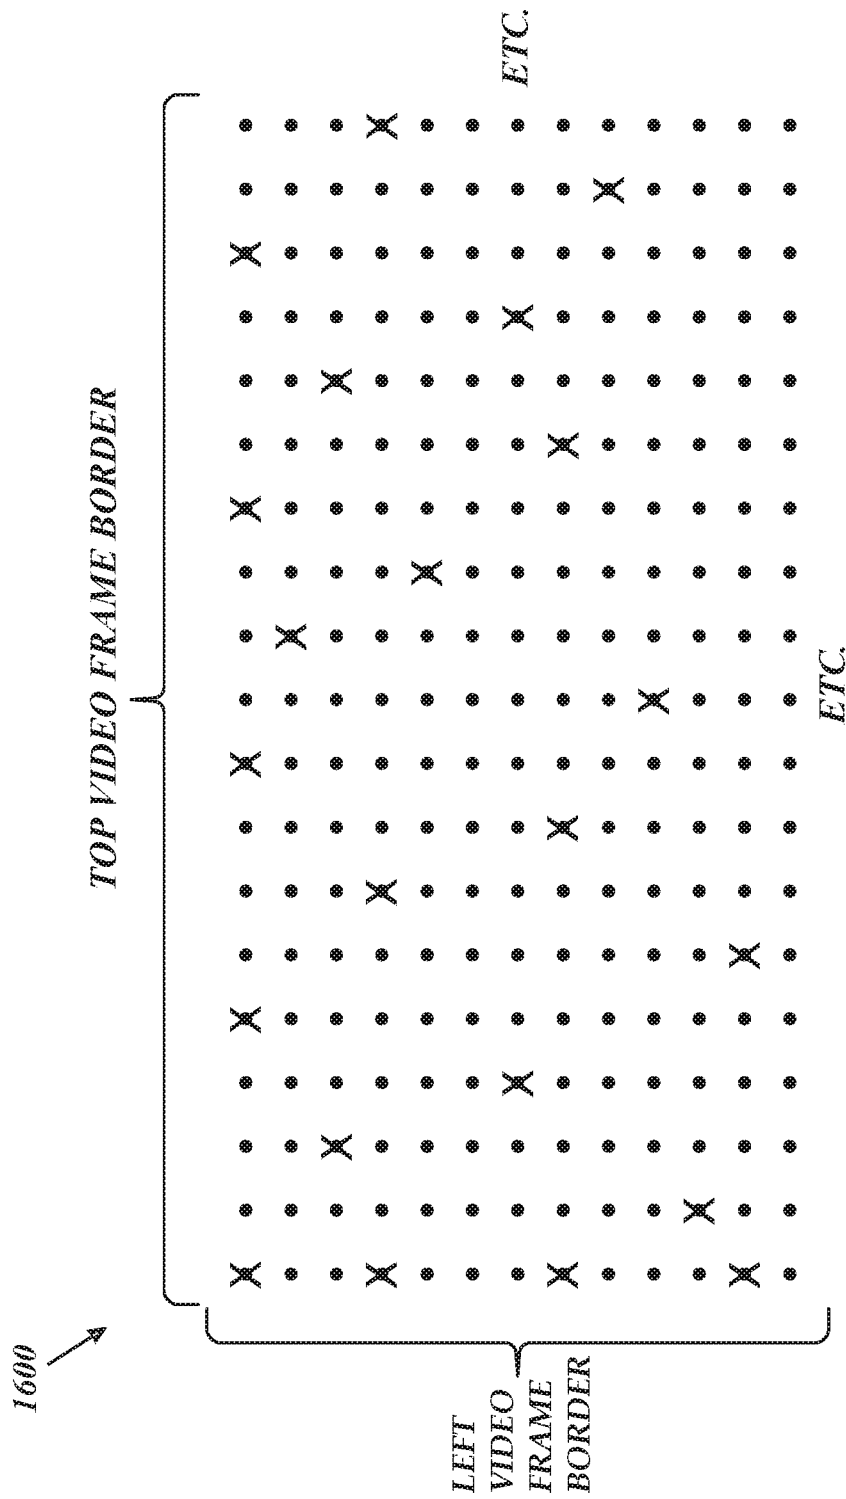 1600
TOP VIDEO FRAME BORDER
LEFT
VIDEO
FRAME
BORDER
ETC.
ETC.